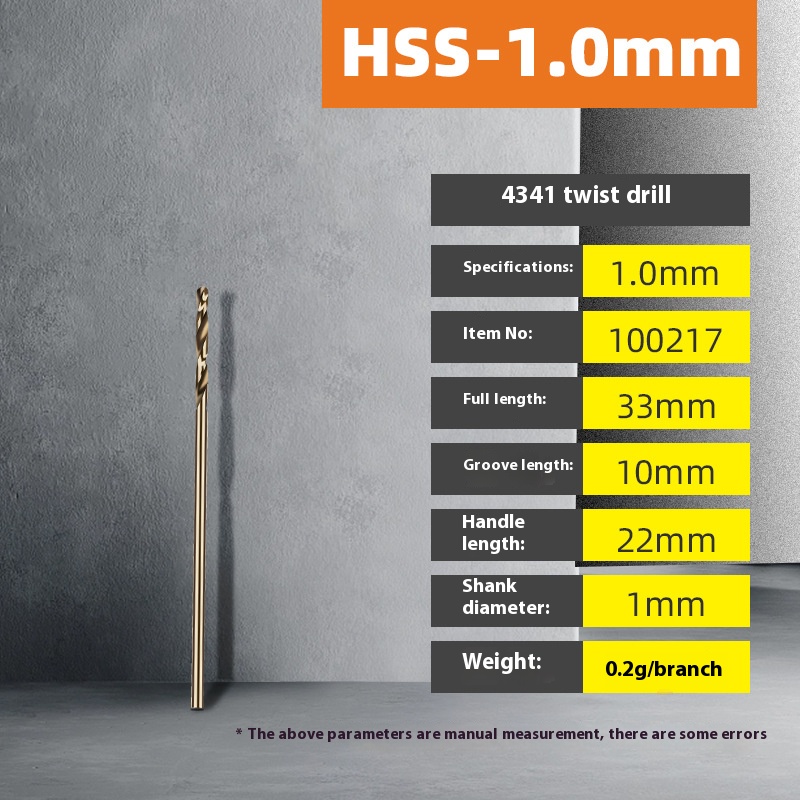 HSS-1.0mm
4341 twist drill
Specifications: 1.0mm
Item No: 100217
Full length: 33mm
Groove length: 10mm
Handle
length: 22mm
Shank
diameter: 1mm
Weight: 0.2g/branch
* The above parameters are manual measurement, there are some errors